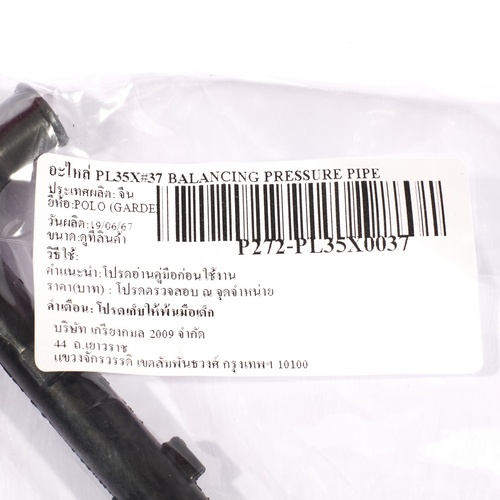 อะไหล่ PL35X#37 BALANCING PRESSURE PIPE
ประเทศผลิต: จีน
ยี่ห้อ:POLO (GARDE
วันผลิต:19/06/67
ขนาด:ดูที่สินค้า
P272-PL35X0037
วิธีใช้:
คำแนะนำ:โปรดอ่านคู่มือก่อนใช้งาน
ราคา(บาท) : โปรดตรวจสอบ ณ จุดจำหน่าย
คำเตือน: โปรดเก็บให้พ้นมือเด็ก
บริษัท เกรียงกมล 2009 จำกัด
44 ถ.เยาวราช
แขวงจักรวรรดิ์ เขตสัมพันธวงศ์ กรุงเทพฯ 10100